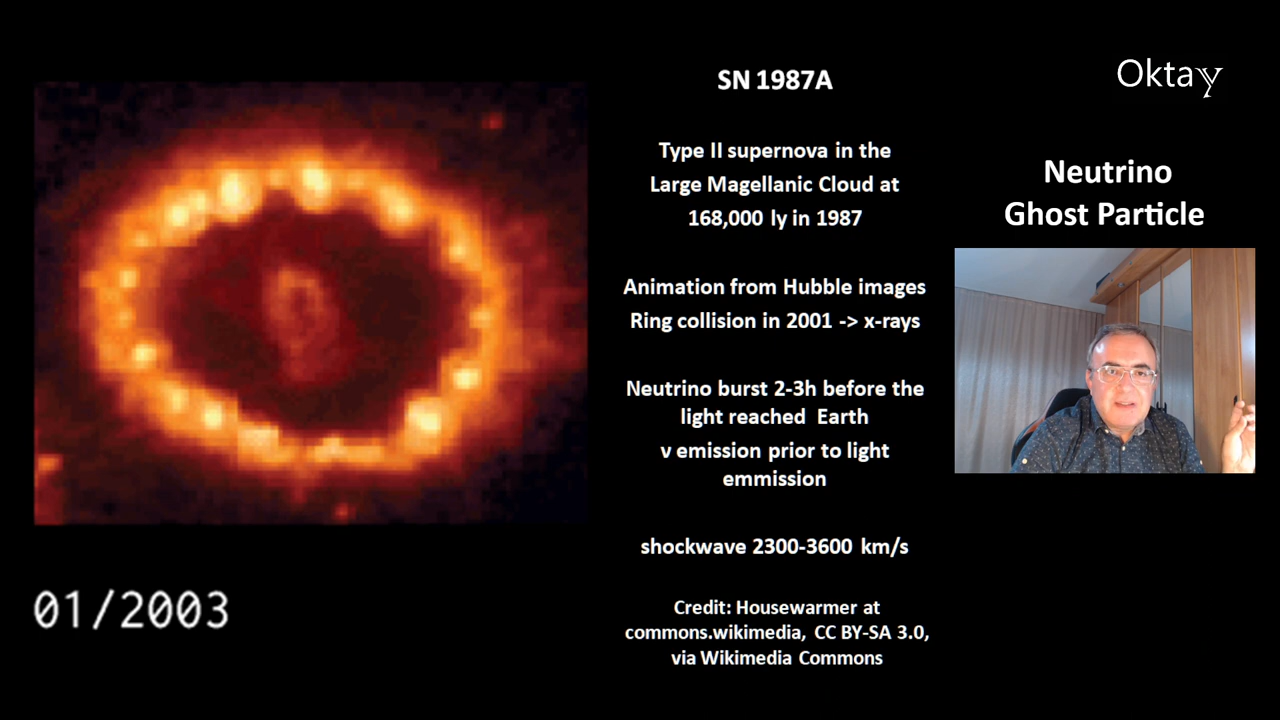 SN 1987A
Type II supernova in the
Large Magellanic Cloud at
168,000 ly in 1987
Animation from Hubble images
Ring collision in 2001 -> x-rays
Neutrino burst 2-3h before the
light reached Earth
ν emission prior to light
emmission
shockwave 2300-3600 km/s
Credit: Housewarmer at
commons.wikimedia, CC BY-SA 3.0,
via Wikimedia Commons
Oktay
Neutrino
Ghost Particle
01/2003